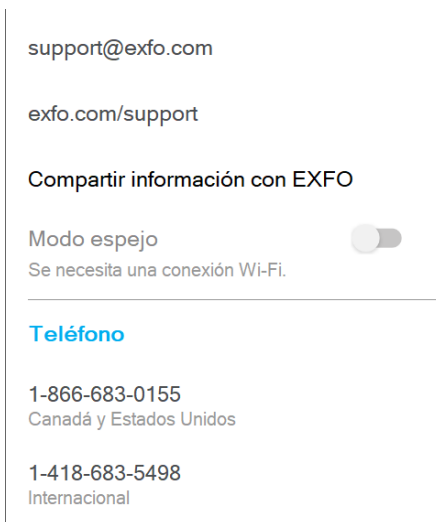 support@exfo.com
exfo.com/support
Compartir información con EXFO
Modo espejo
Se necesita una conexión Wi-Fi.
Teléfono
1-866-683-0155
Canadá y Estados Unidos
1-418-683-5498
Internacional